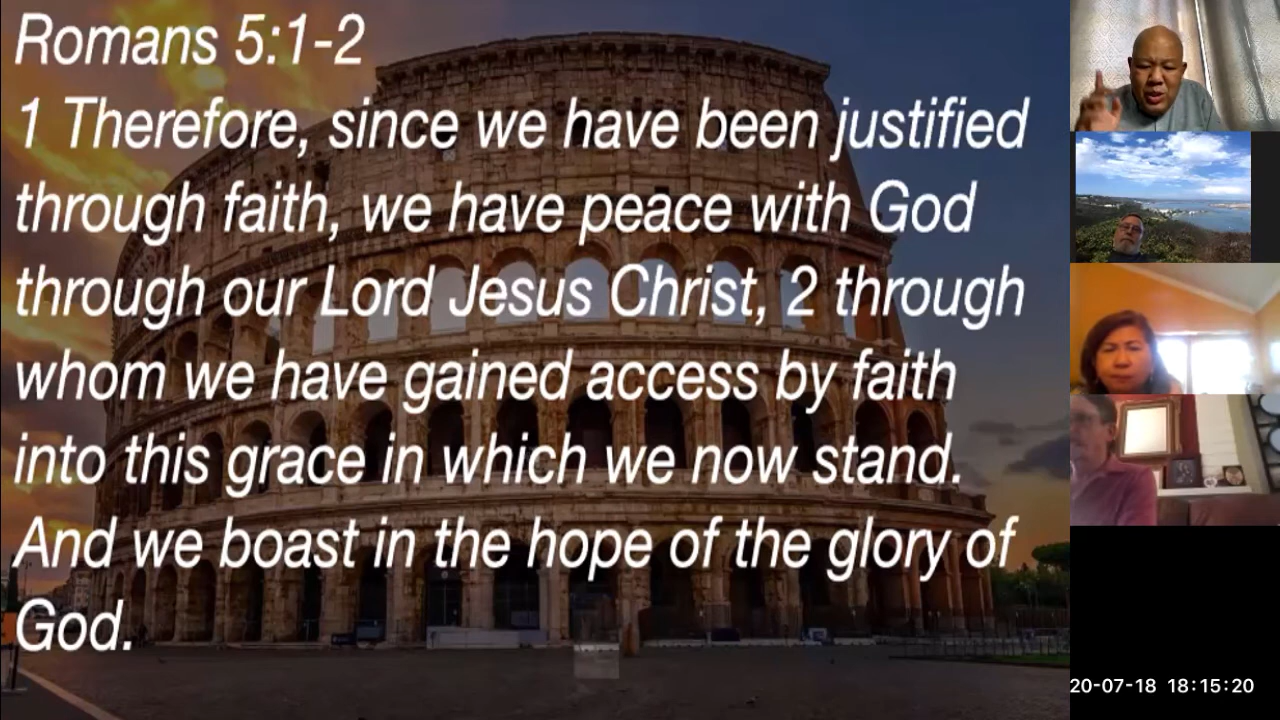 Romans 5:1-2
1 Therefore, since we have been justified
through faith, we have peace with God
through our Lord Jesus Christ, 2 through
whom we have gained access by faith
into this grace in which we now stand.
And we boast in the hope of the glory of
God.
20-07-18 18:15:20